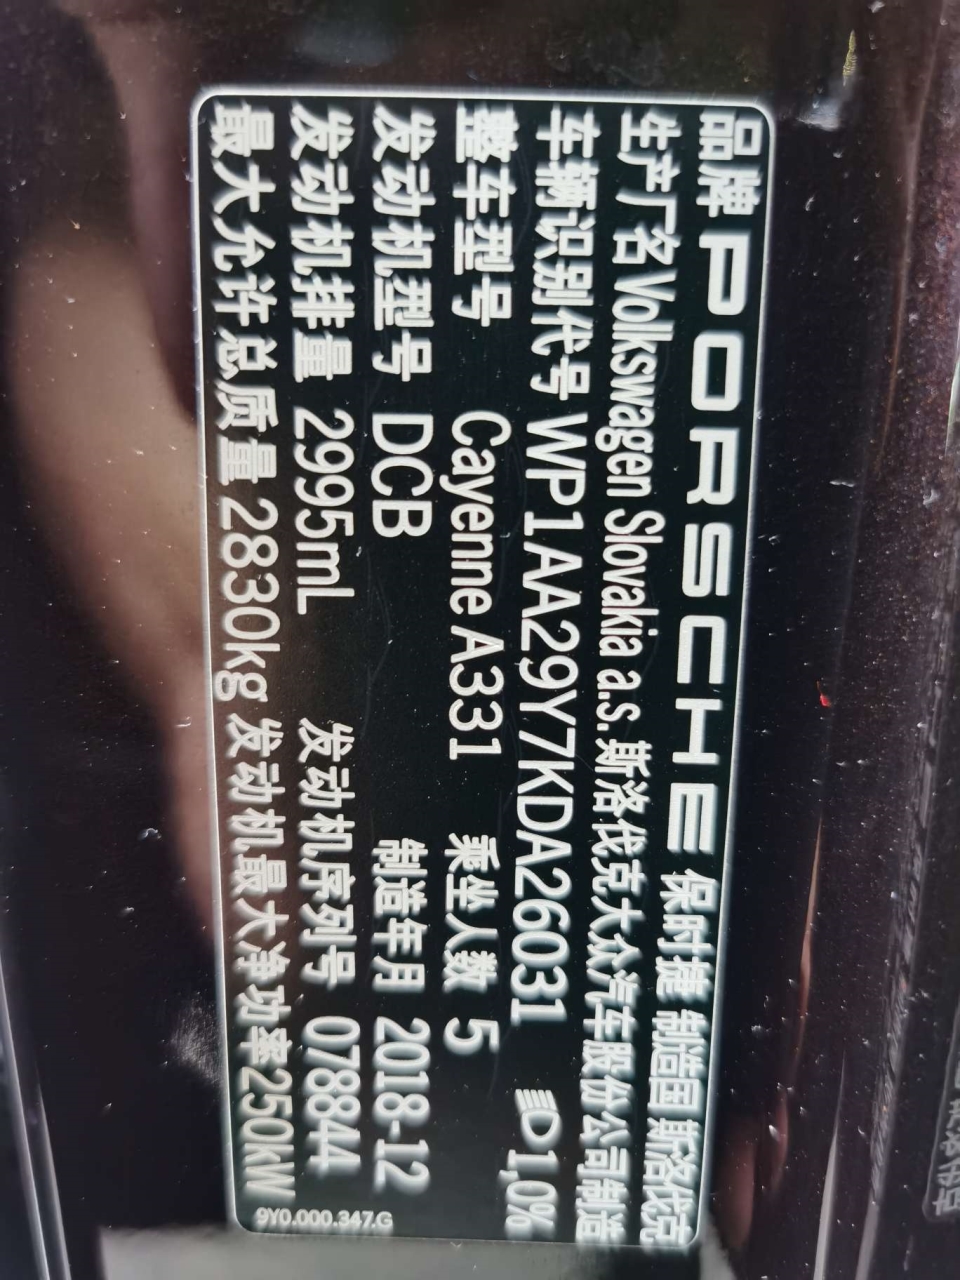 品牌 PORSCHE 保时捷 制造国 斯洛伐克
生产厂名 Volkswagen Slovakia a.s. 斯洛伐克大众汽车股份公司制造
车辆识别代号 WP1AA29Y7KDA26031 1,0%
整车型号 Cayenne A331 乘坐人数 5
发动机型号 DCB 制造年月 2018-12
发动机排量 2995mL 发动机序列号 078844
最大允许总质量 2830kg 发动机最大净功率250kW
9Y0.000.347.G